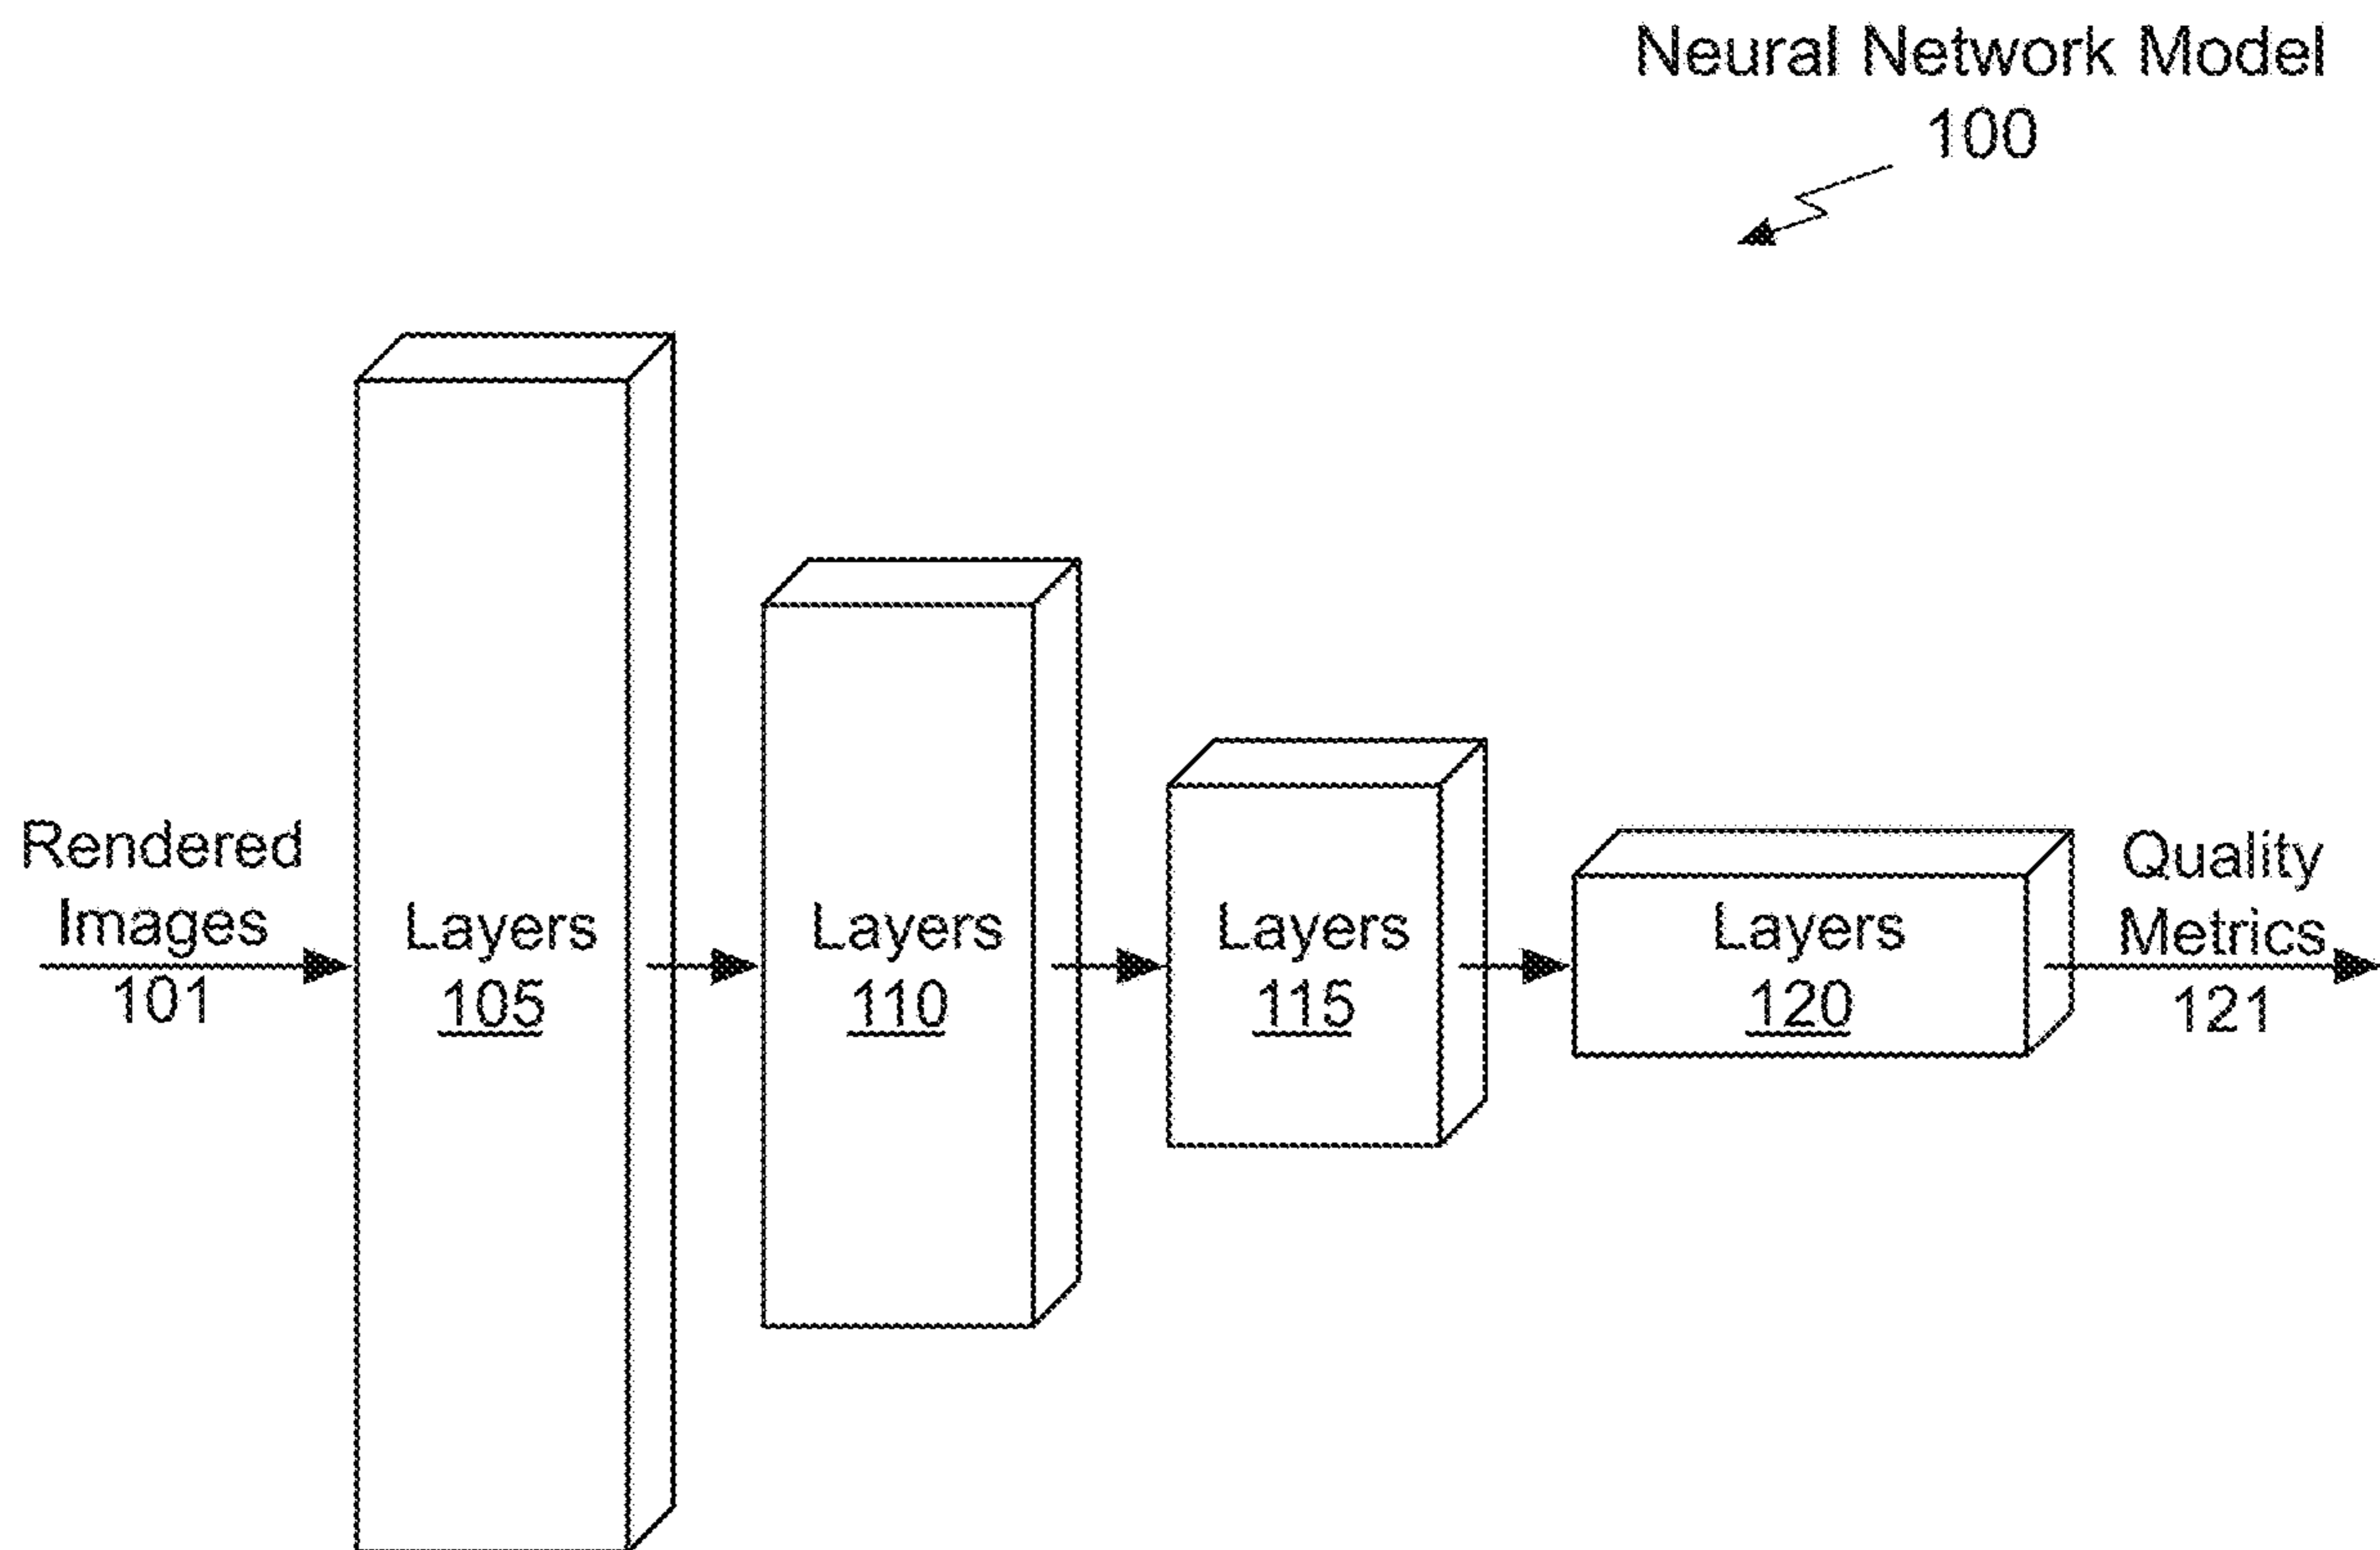 Neural Network Model
100
Rendered
Images
101
Layers
105
Layers
110
Layers
115
Layers
120
Quality
Metrics
121